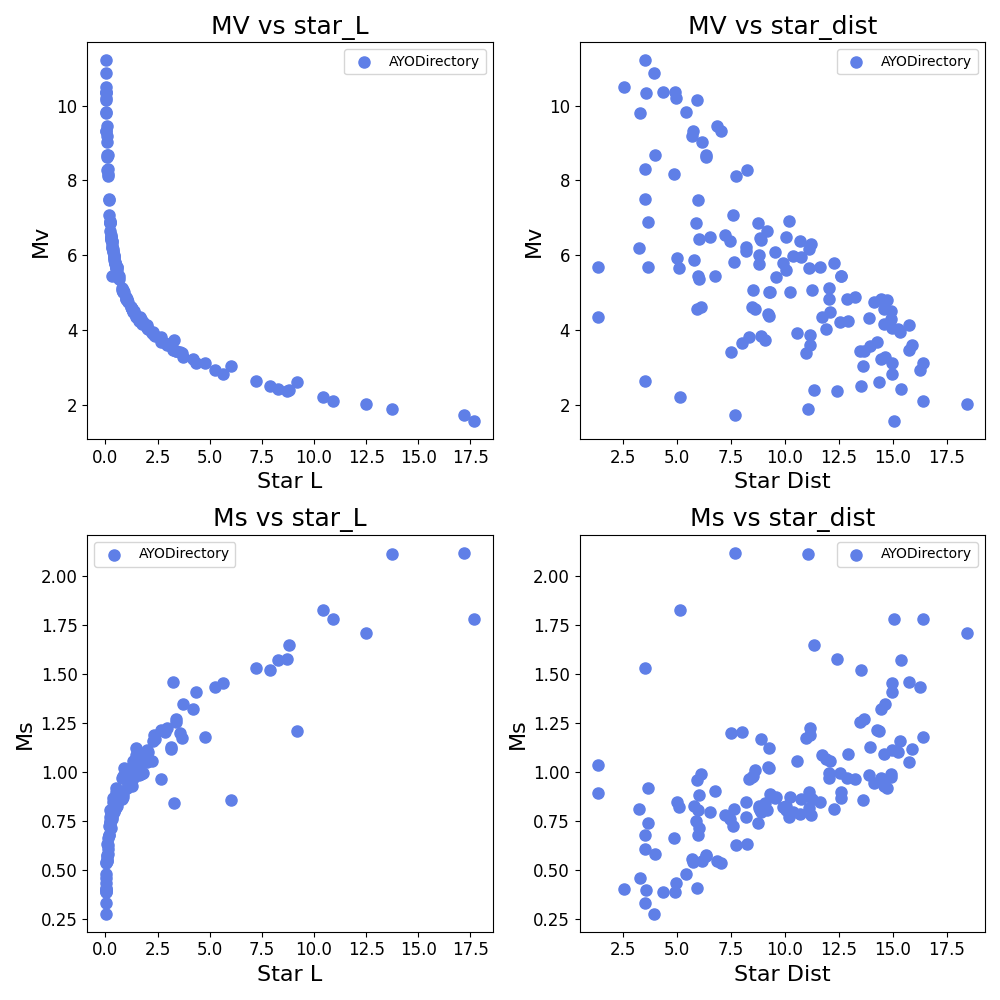 MV vs star_L
AYODirectory
Mv
10
8
6
4
2
0.0 2.5 5.0 7.5 10.0 12.5 15.0 17.5
Star L
MV vs star_dist
AYODirectory
Mv
10
8
6
4
2
2.5 5.0 7.5 10.0 12.5 15.0 17.5
Star Dist
Ms vs star_L
AYODirectory
Ms
2.00
1.75
1.50
1.25
1.00
0.75
0.50
0.25
0.0 2.5 5.0 7.5 10.0 12.5 15.0 17.5
Star L
Ms vs star_dist
AYODirectory
Ms
2.00
1.75
1.50
1.25
1.00
0.75
0.50
0.25
2.5 5.0 7.5 10.0 12.5 15.0 17.5
Star Dist